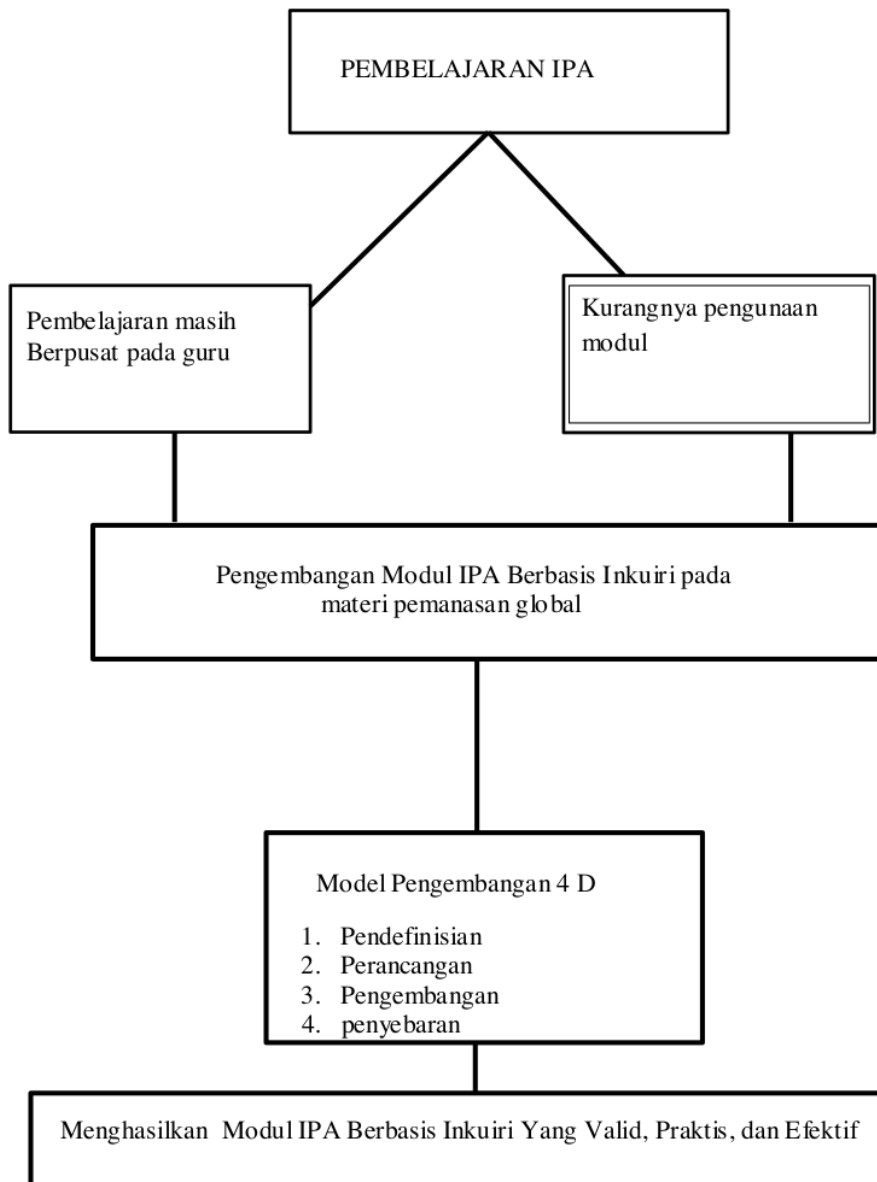 PEMBELAJARAN IPA
Pembelajaran masih
Berpusat pada guru
Kurangnya pengunaan
modul
Pengembangan Modul IPA Berbasis Inkuiri pada
materi pemanasan global
Model Pengembangan 4 D
1. Pendefinisian
2. Perancangan
3. Pengembangan
4. penyebaran
Menghasilkan Modul IPA Berbasis Inkuiri Yang Valid, Praktis, dan Efektif